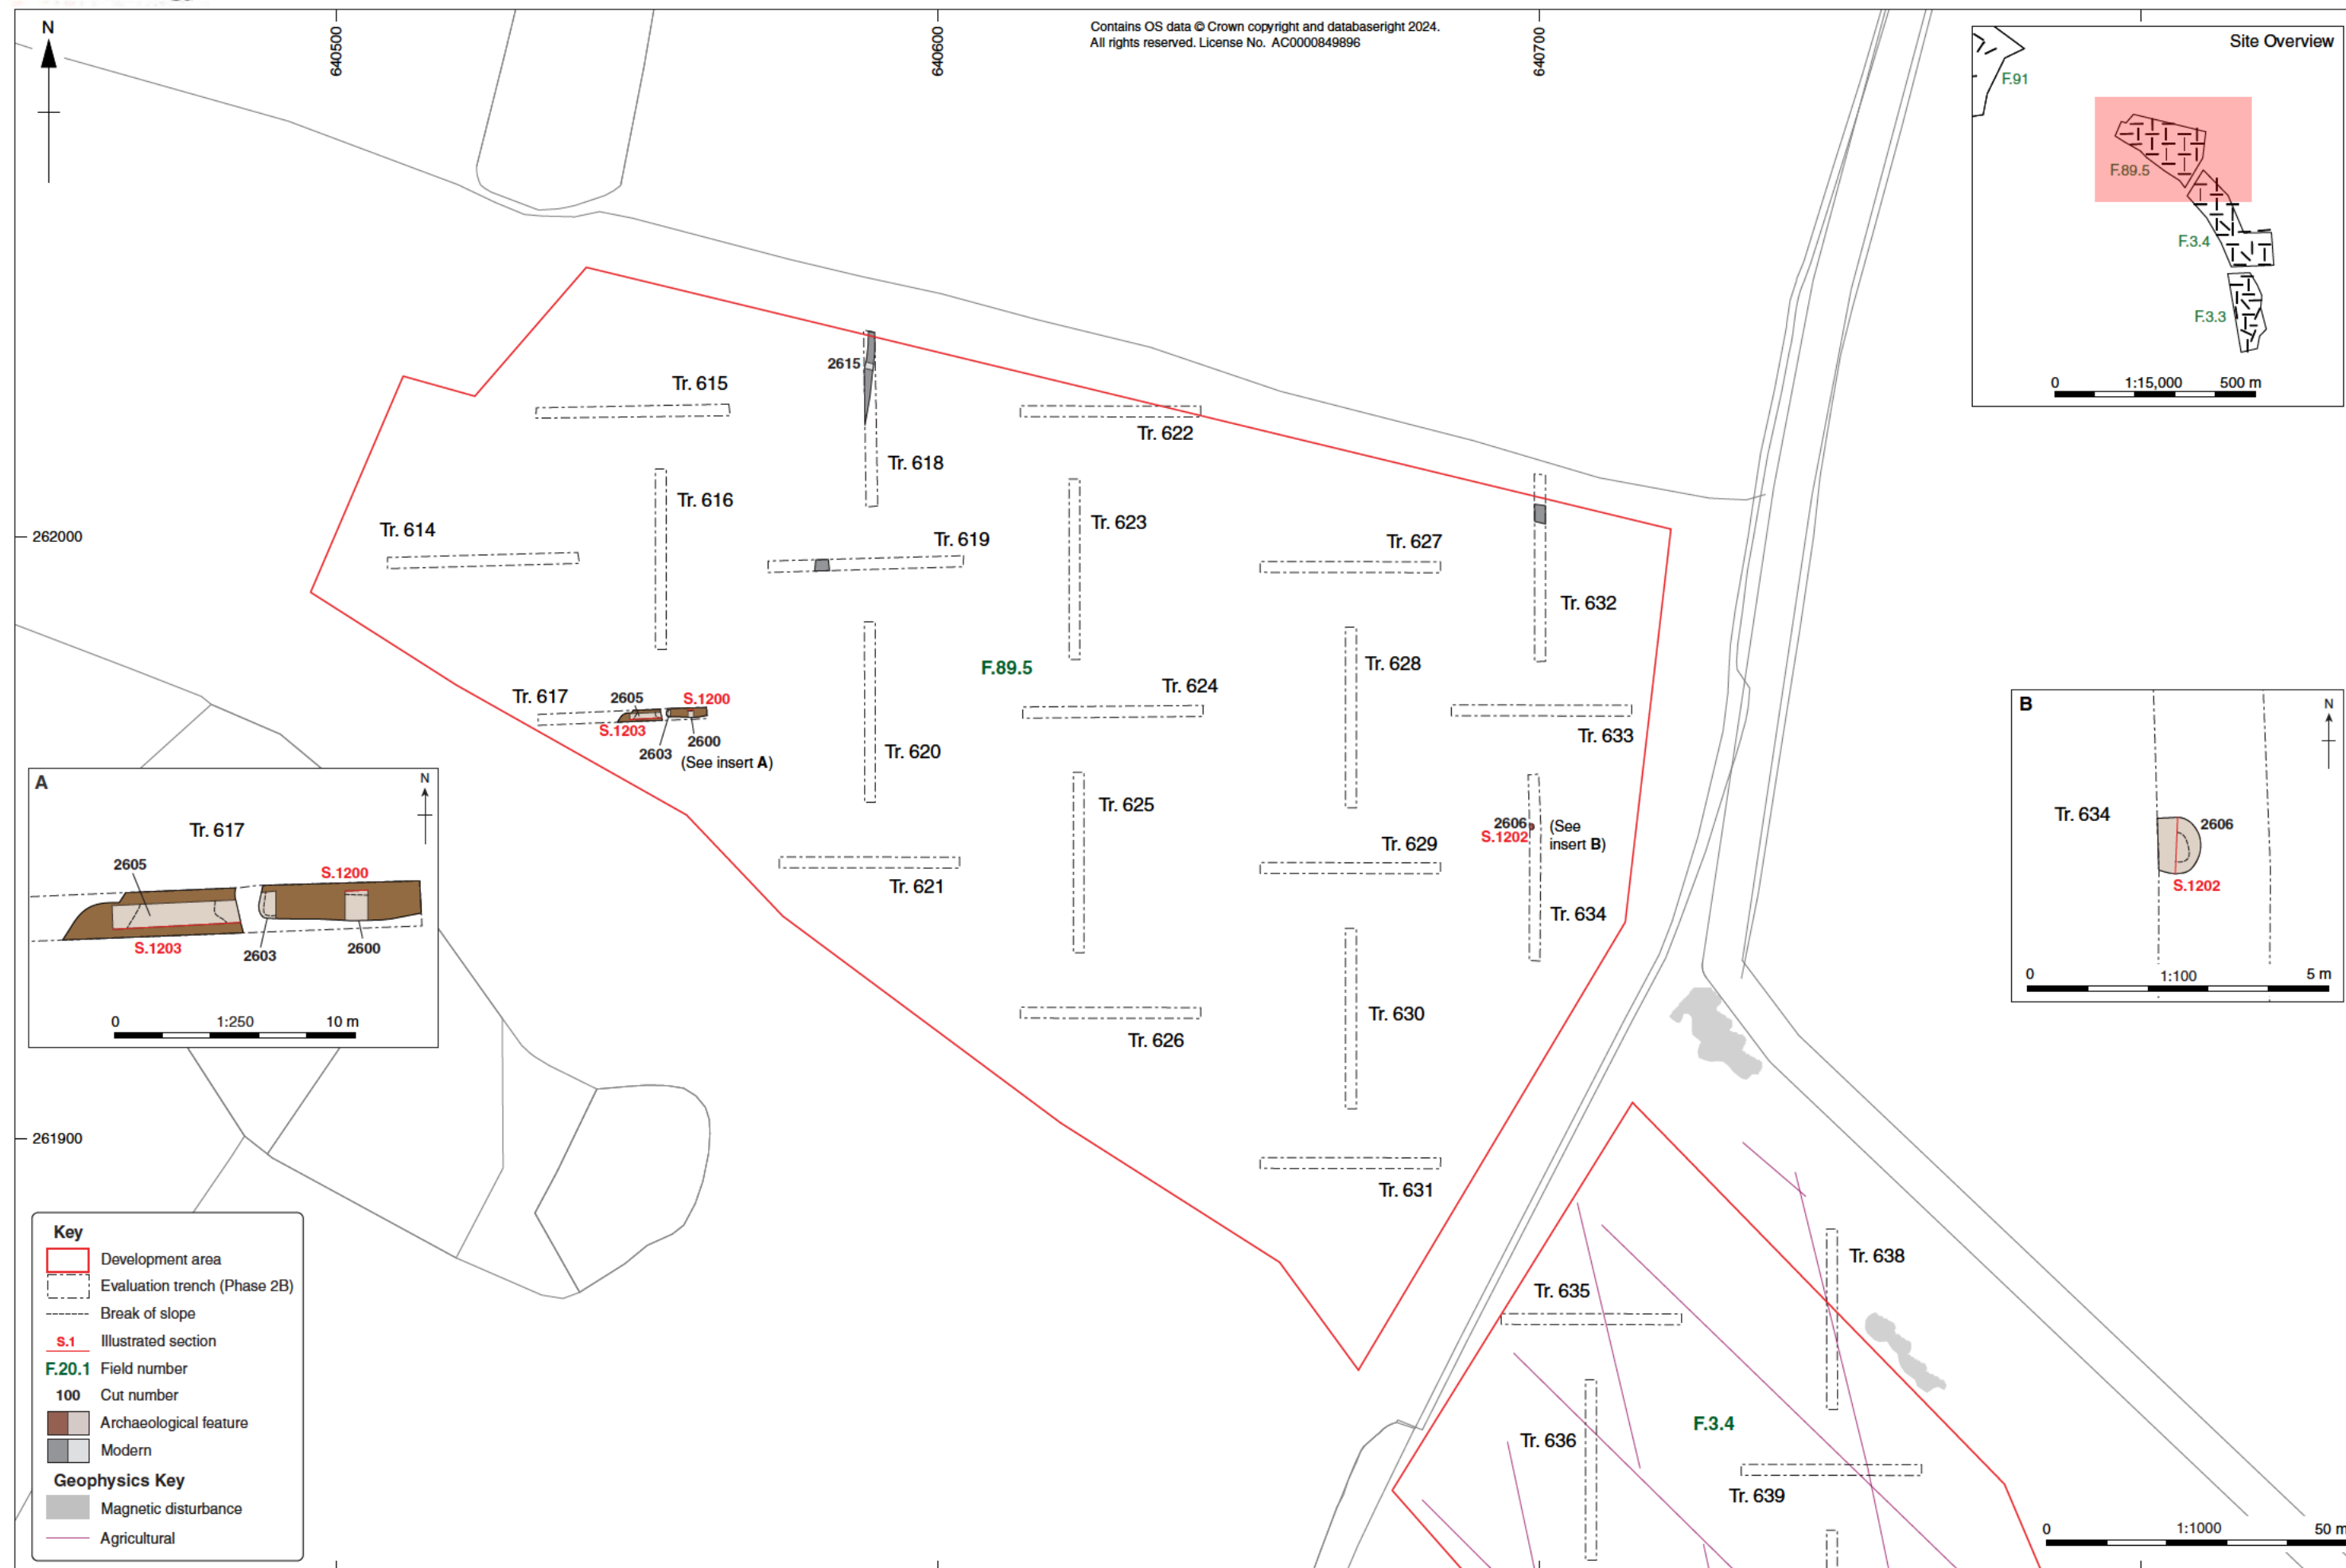 N
640500
640600
640700
Contains OS data © Crown copyright and databaseright 2024.
All rights reserved. License No. AC0000849896
Site Overview
F.91
F.89.5
F.3.4
F.3.3
0 1:15,000 500 m
2615
Tr. 615
Tr. 622
Tr. 618
Tr. 616
Tr. 623
Tr. 614
262000
Tr. 619
Tr. 627
Tr. 632
F.89.5
Tr. 628
Tr. 624
Tr. 617
2605
S.1200
S.1203
2603
2600
(See insert A)
Tr. 633
Tr. 620
Tr. 625
2606
S.1202
(See
insert B)
Tr. 629
Tr. 621
Tr. 634
Tr. 630
Tr. 626
A
N
Tr. 617
2605
S.1200
S.1203
2603
2600
0 1:250 10 m
B
N
Tr. 634
2606
S.1202
0 1:100 5 m
261900
Tr. 631
Tr. 638
Tr. 635
F.3.4
Tr. 636
Tr. 639
Key
Development area
Evaluation trench (Phase 2B)
Break of slope
S.1 Illustrated section
F.20.1 Field number
100 Cut number
Archaeological feature
Modern
Geophysics Key
Magnetic disturbance
Agricultural
0 1:1000 50 m